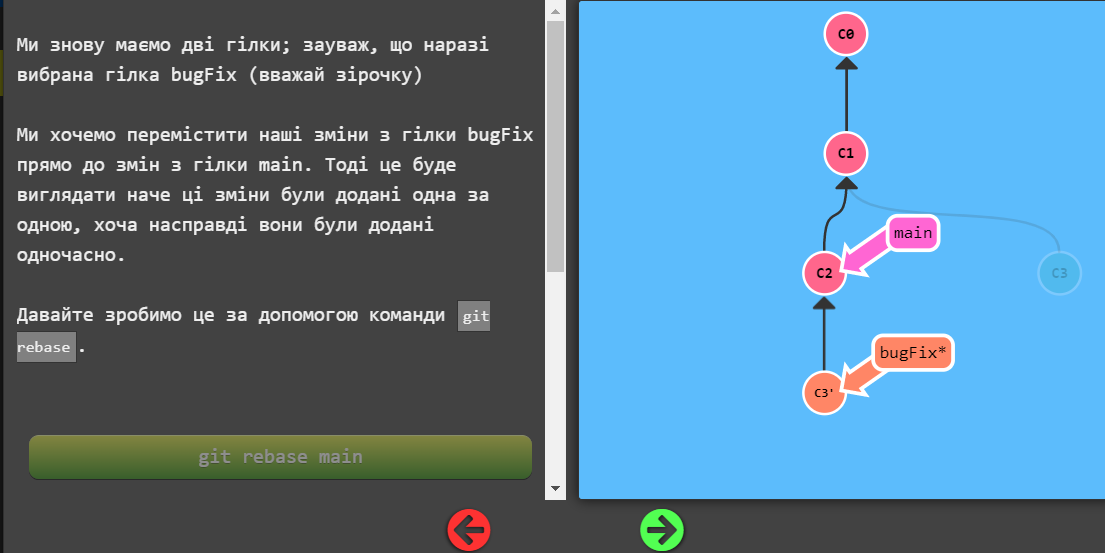 Ми знову маємо дві гілки; зауваж, що наразі
вибрана гілка bugFix (вважай зірочку)
Ми хочемо перемістити наші зміни з гілки bugFix
прямо до змін з гілки main. Тоді це буде
виглядати наче ці зміни були додані одна за
одною, хоча насправді вони були додані
одночасно.
Давайте зробимо це за допомогою команди git
rebase.
git rebase main
C0
C1
main
C2
C3
bugFix*
C3'